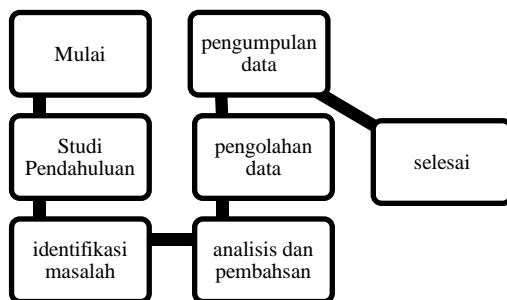 Mulai
Studi
Pendahuluan
identifikasi
masalah
analisis dan
pembahsan
pengolahan
data
pengumpulan
data
selesai